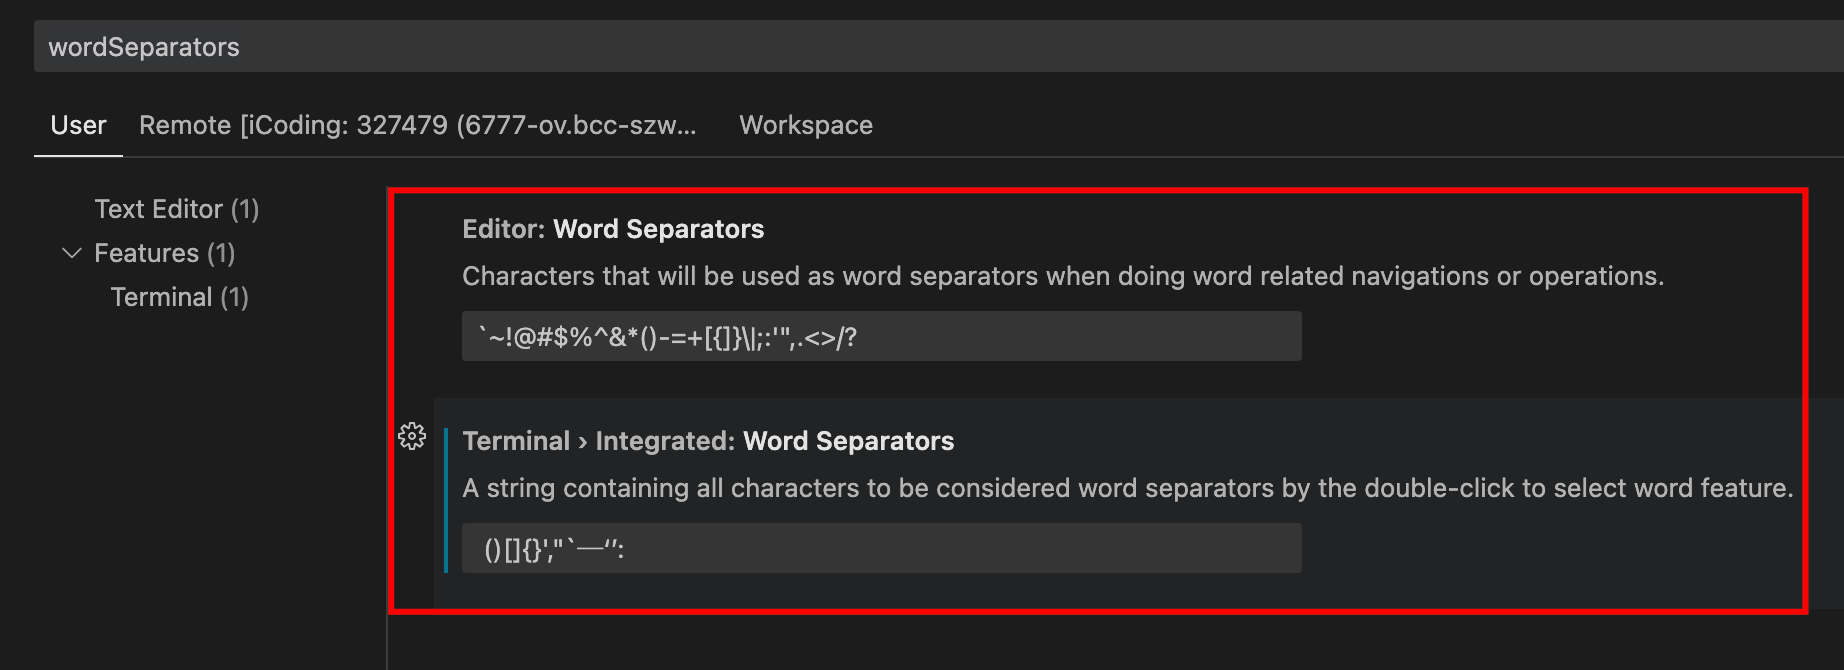 wordSeparators
User Remote [iCoding: 327479 (6777-ov.bcc-szw... Workspace
Text Editor (1)
Features (1)
Terminal (1)
Editor: Word Separators
Characters that will be used as word separators when doing word related navigations or operations.
`~!@#$%^&*()-=+[{]}\|;:'",.<>/?
Terminal › Integrated: Word Separators
A string containing all characters to be considered word separators by the double-click to select word feature.
()[]{}',"`─‘’: